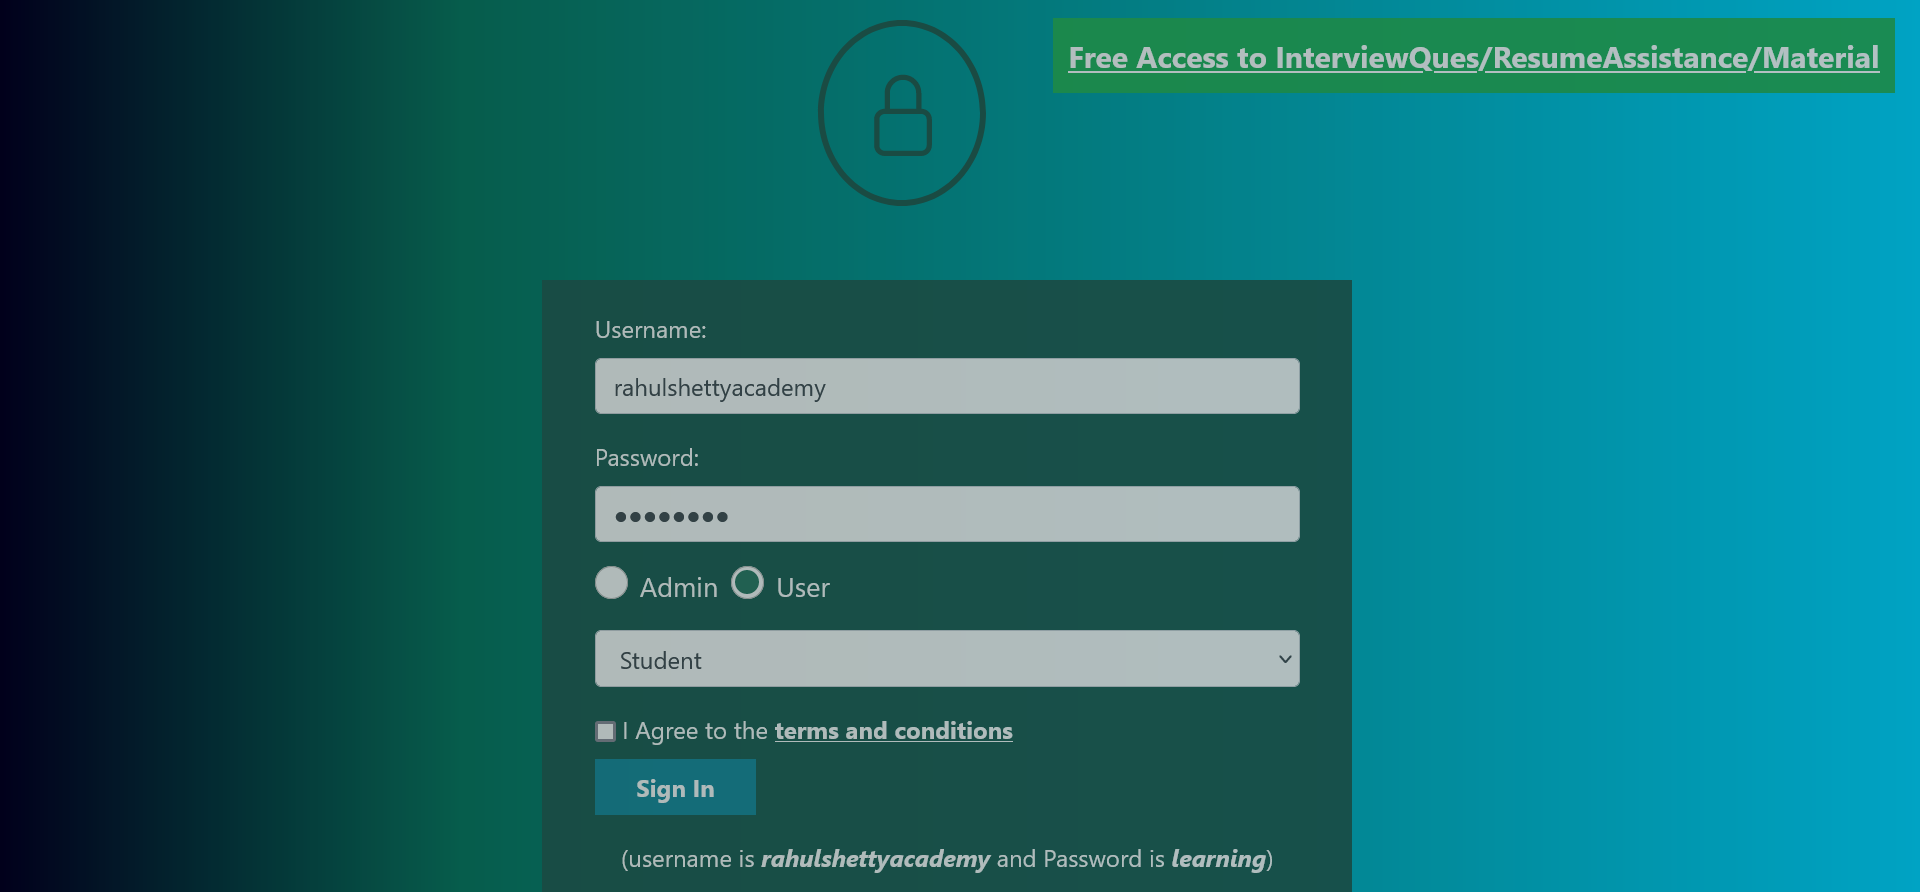 Free Access to InterviewQues/ResumeAssistance/Material
Username:
rahulshettyacademy
Password:
••••••••
Admin User
Student
I Agree to the terms and conditions
Sign In
(username is rahulshettyacademy and Password is learning)